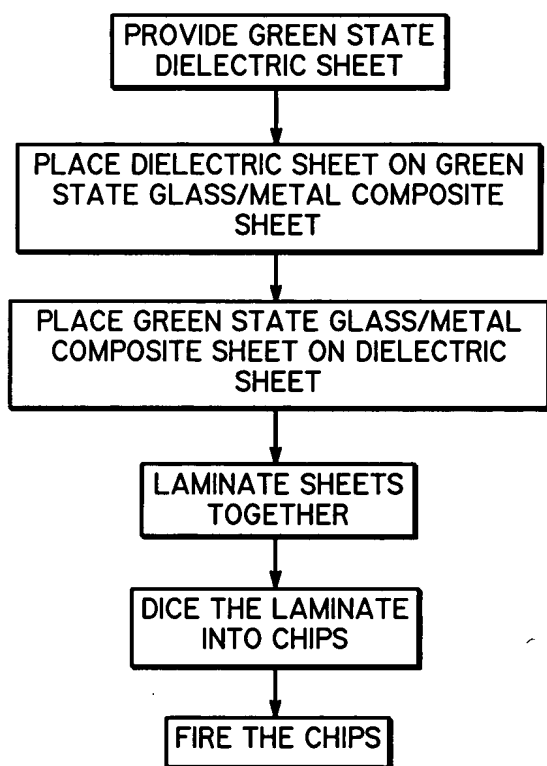 PROVIDE GREEN STATE
DIELECTRIC SHEET
PLACE DIELECTRIC SHEET ON GREEN
STATE GLASS/METAL COMPOSITE
SHEET
PLACE GREEN STATE GLASS/METAL
COMPOSITE SHEET ON DIELECTRIC
SHEET
LAMINATE SHEETS
TOGETHER
DICE THE LAMINATE
INTO CHIPS
FIRE THE CHIPS